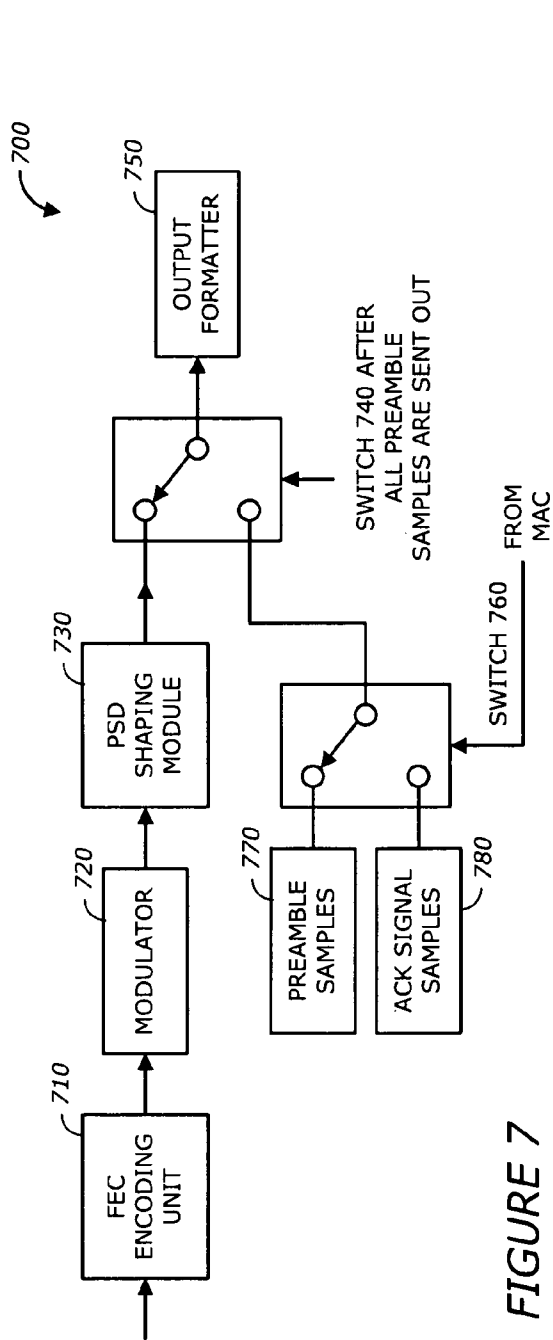 700
710
FEC
ENCODING
UNIT
720
MODULATOR
730
PSD
SHAPING
MODULE
750
OUTPUT
FORMATTER
SWITCH 740 AFTER
ALL PREAMBLE
SAMPLES ARE SENT OUT
770
PREAMBLE
SAMPLES
780
ACK SIGNAL
SAMPLES
SWITCH 760
FROM
MAC
FIGURE 7